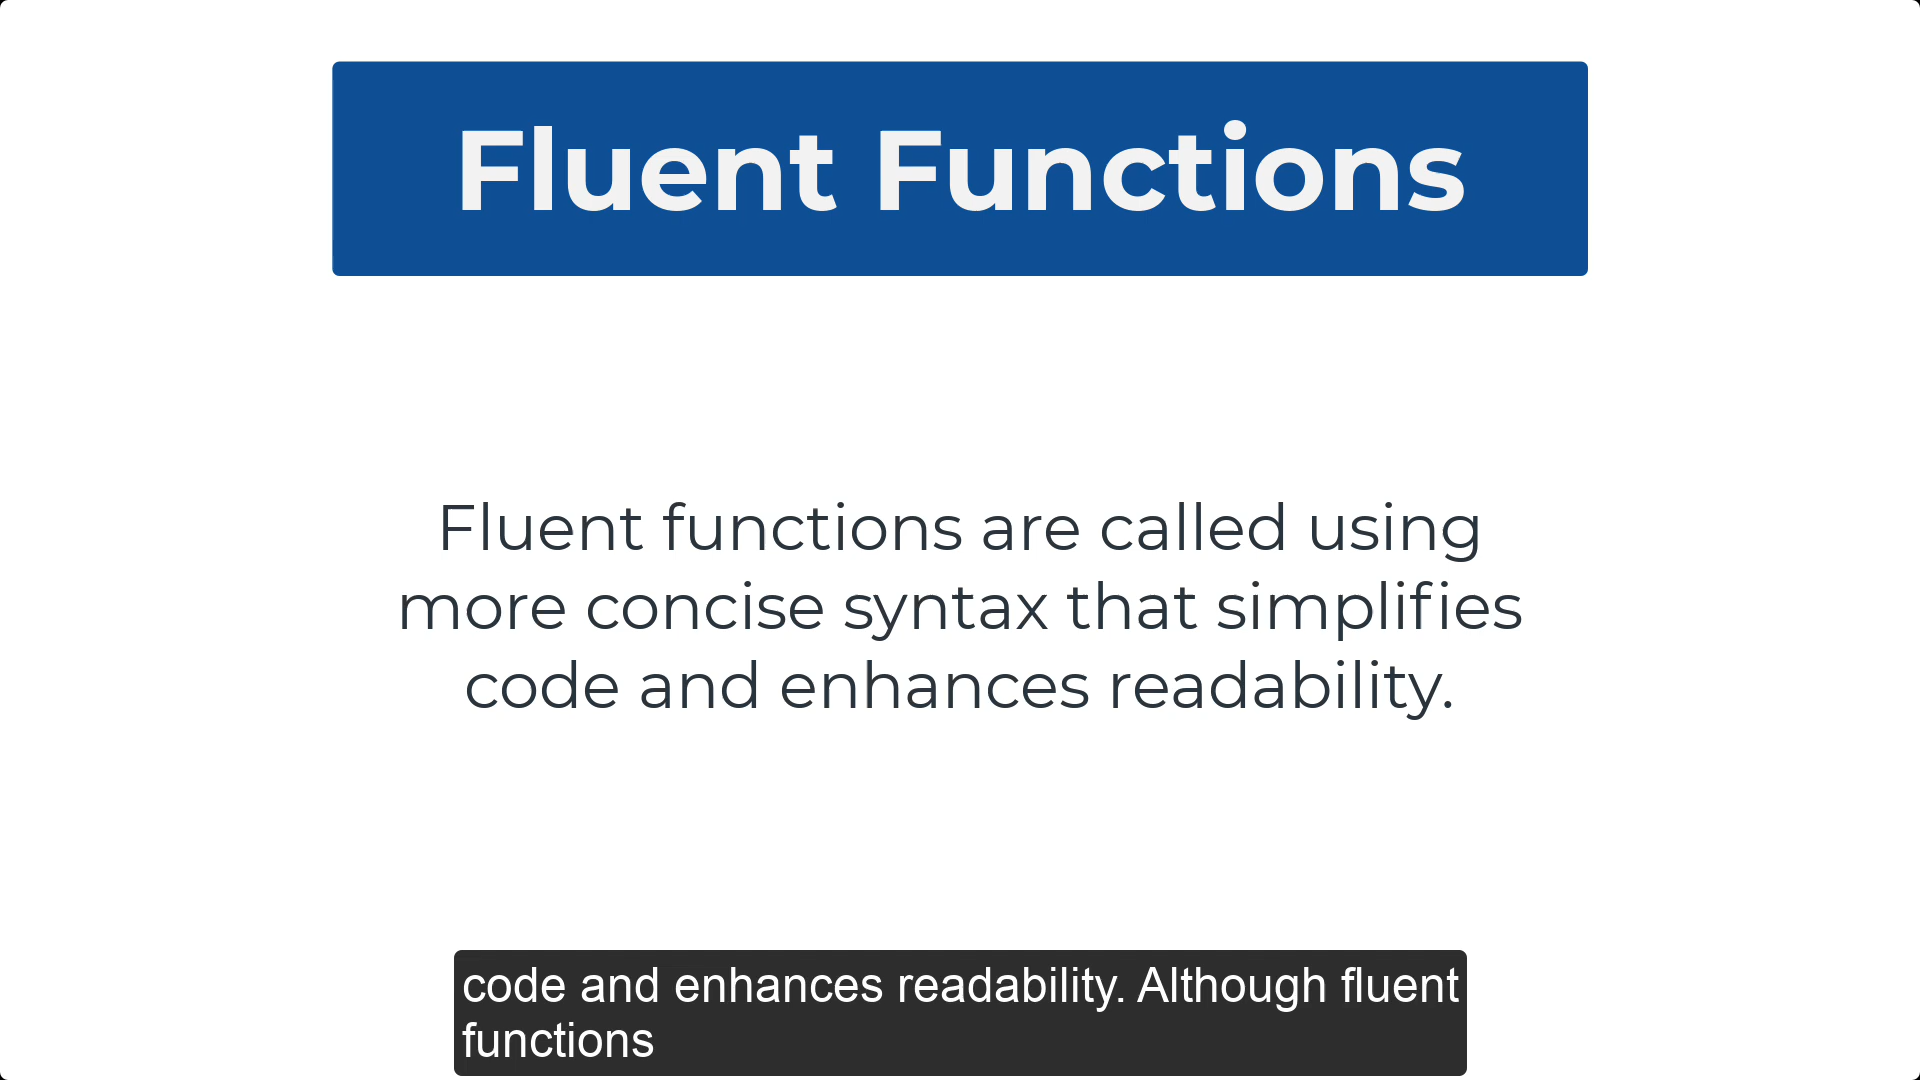 Fluent Functions
Fluent functions are called using
more concise syntax that simplifies
code and enhances readability.
code and enhances readability. Although fluent
functions